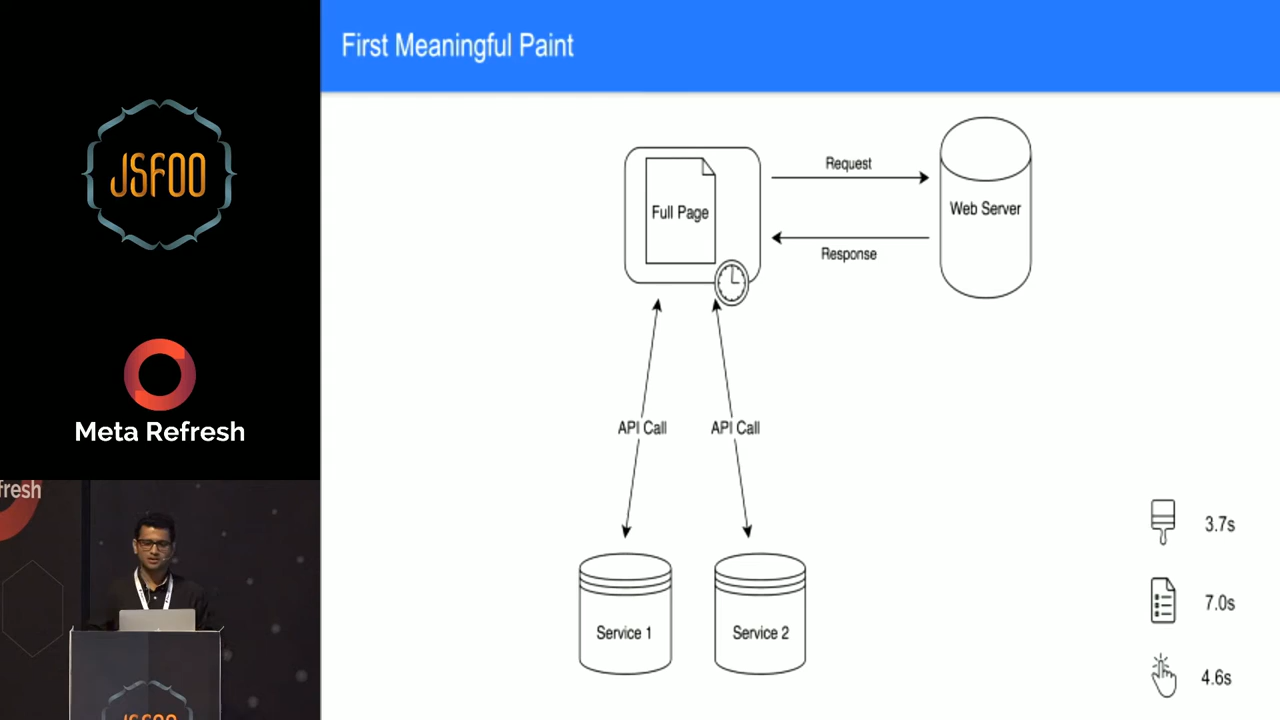 First Meaningful Paint
JSFOO
Meta Refresh
Full Page
Request
Web Server
Response
API Call
API Call
Service 1
Service 2
3.7s
7.0s
4.6s
fresh
JSFOO